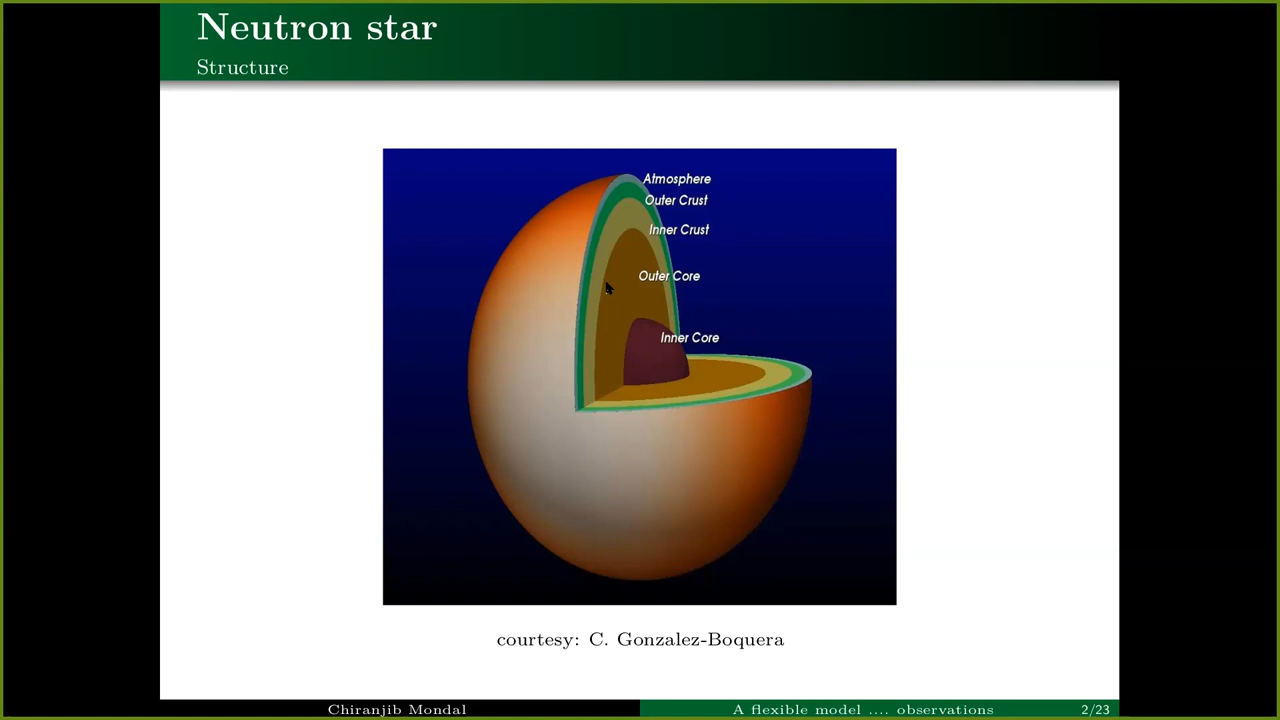 Neutron star
Structure
Atmosphere
Outer Crust
Inner Crust
Outer Core
Inner Core
courtesy: C. Gonzalez-Boquera
Chiranjib Mondal
A flexible model .... observations
2/23